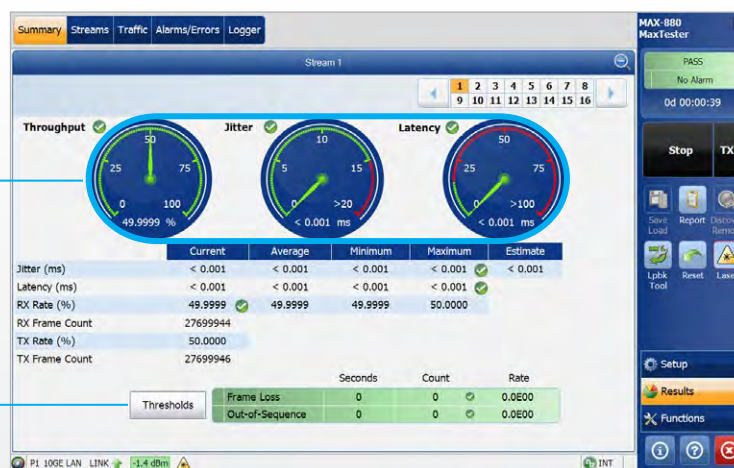 Summary Streams Traffic Alarms/Errors Logger
Stream 1
1 2 3 4 5 6 7 8
9 10 11 12 13 14 15 16
Throughput
0 25 50 75 100
49.9999 %
Jitter
0 5 10 15 >20
< 0.001 ms
Latency
0 25 50 75 >100
< 0.001 ms
Current Average Minimum Maximum Estimate
Jitter (ms) < 0.001 < 0.001 < 0.001 < 0.001 < 0.001
Latency (ms) < 0.001 < 0.001 < 0.001 < 0.001
RX Rate (%) 49.9999 49.9999 49.9999 50.0000
RX Frame Count 27699944
TX Rate (%) 50.0000
TX Frame Count 27699946
Seconds Count Rate
Thresholds
Frame Loss 0 0 0.0E00
Out-of-Sequence 0 0 0.0E00
P1 10GE LAN LINK -1.4 dBm INT
MAX-880
MaxTester
PASS
No Alarm
0d 00:00:39
Stop TX
Save
Load
Report
Lpbk
Tool
Reset
Setup
Results
Functions